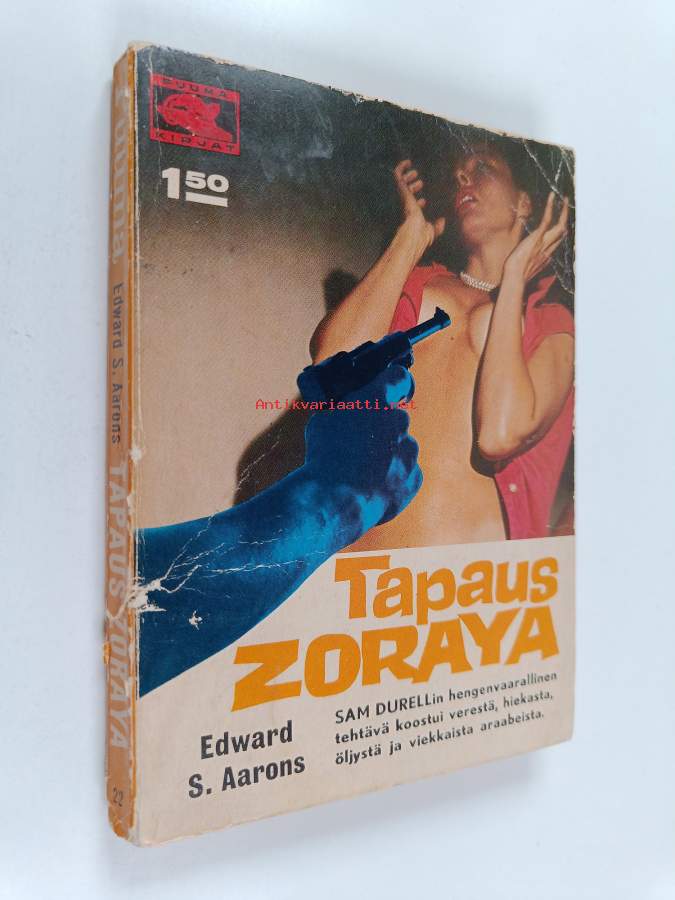 PUUMA
KIRJAT
1 50
Antikvariaatti.net
Tapaus
ZORAYA
SAM DURELLin hengenvaarallinen
tehtävä koostui verestä, hiekasta,
öljystä ja viekkaista araabeista.
Edward
S. Aarons
puuma
Edward S. Aarons
TAPAUS ZORAYA
22